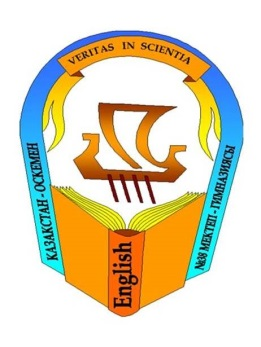 VERITAS IN SCIENTIA
КАЗАКСТАН - ОСКЕМЕН
№38 МЕКТЕП - ГИМНАЗИЯСЫ
English